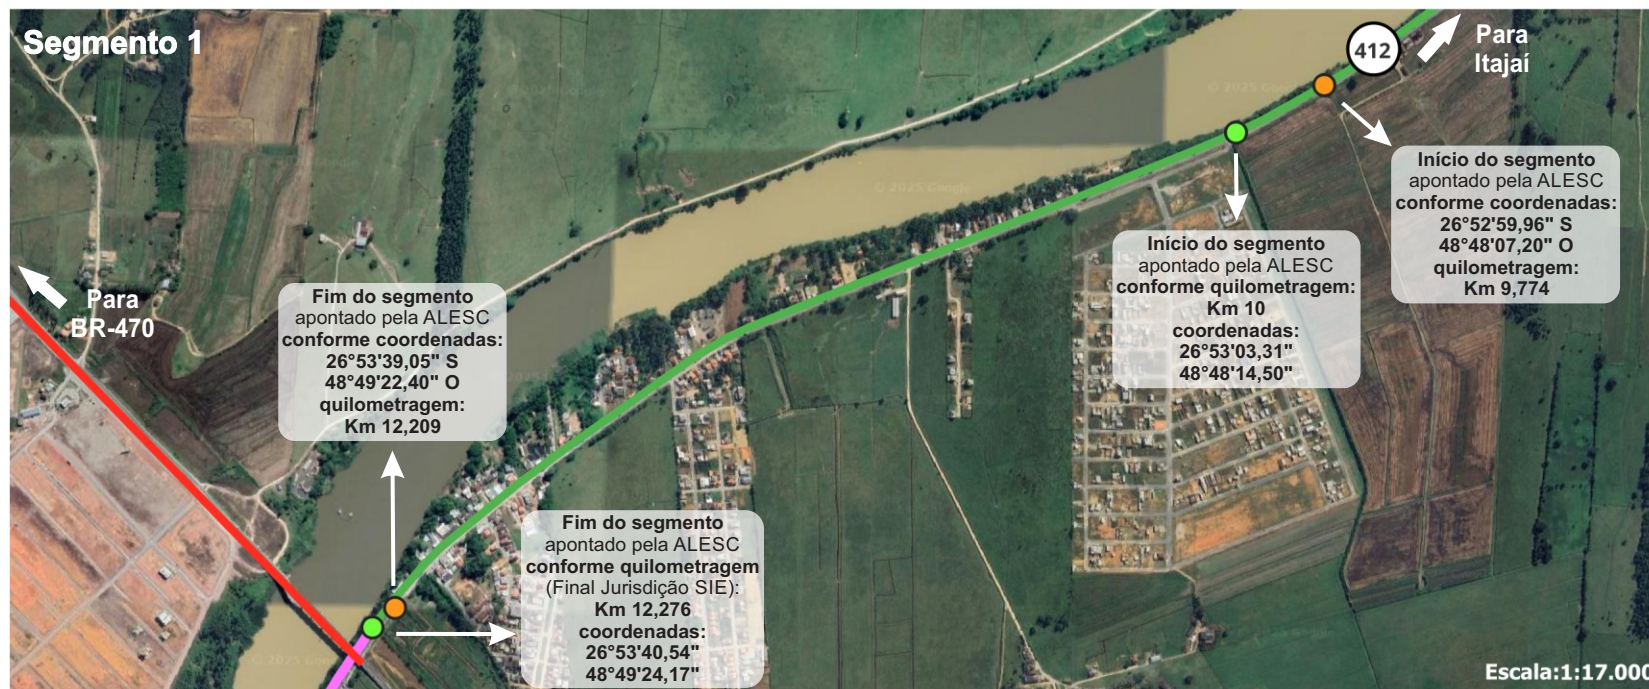 Segmento 1
412
Para
Itajaí
© 2025 Google
© 2025 Google
Início do segmento
apontado pela ALESC
conforme coordenadas:
26°52'59,96" S
48°48'07,20" O
quilometragem:
Km 9,774
Início do segmento
apontado pela ALESC
conforme quilometragem:
Km 10
coordenadas:
26°53'03,31"
48°48'14,50"
Para
BR-470
Fim do segmento
apontado pela ALESC
conforme coordenadas:
26°53'39,05" S
48°49'22,40" O
quilometragem:
Km 12,209
Fim do segmento
apontado pela ALESC
conforme quilometragem
(Final Jurisdição SIE):
Km 12,276
coordenadas:
26°53'40,54"
48°49'24,17"
Escala:1:17.000